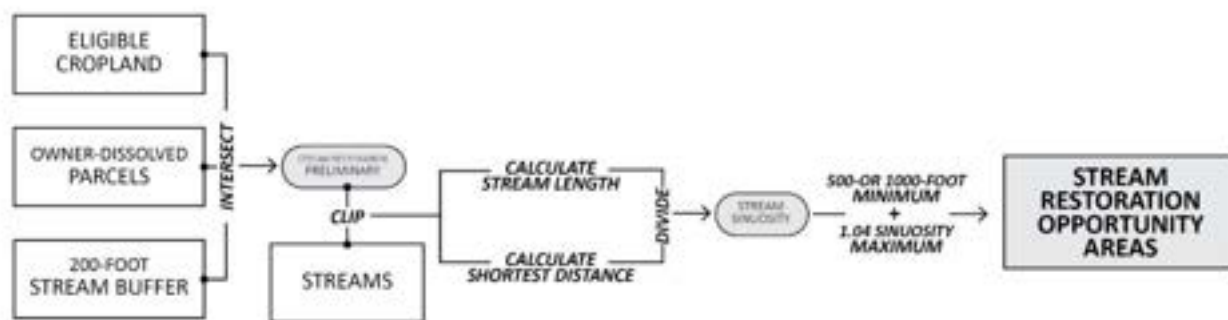 ELIGIBLE
CROPLAND
OWNER-DISSOLVED
PARCELS
200-FOOT
STREAM BUFFER
INTERSECT
PRELIMINARY
CLIP
STREAMS
CALCULATE
STREAM LENGTH
CALCULATE
SHORTEST DISTANCE
DIVIDE
STREAM
SINUOSITY
500-OR 1000-FOOT
MINIMUM
+
1.04 SINUOSITY
MAXIMUM
STREAM
RESTORATION
OPPORTUNITY
AREAS